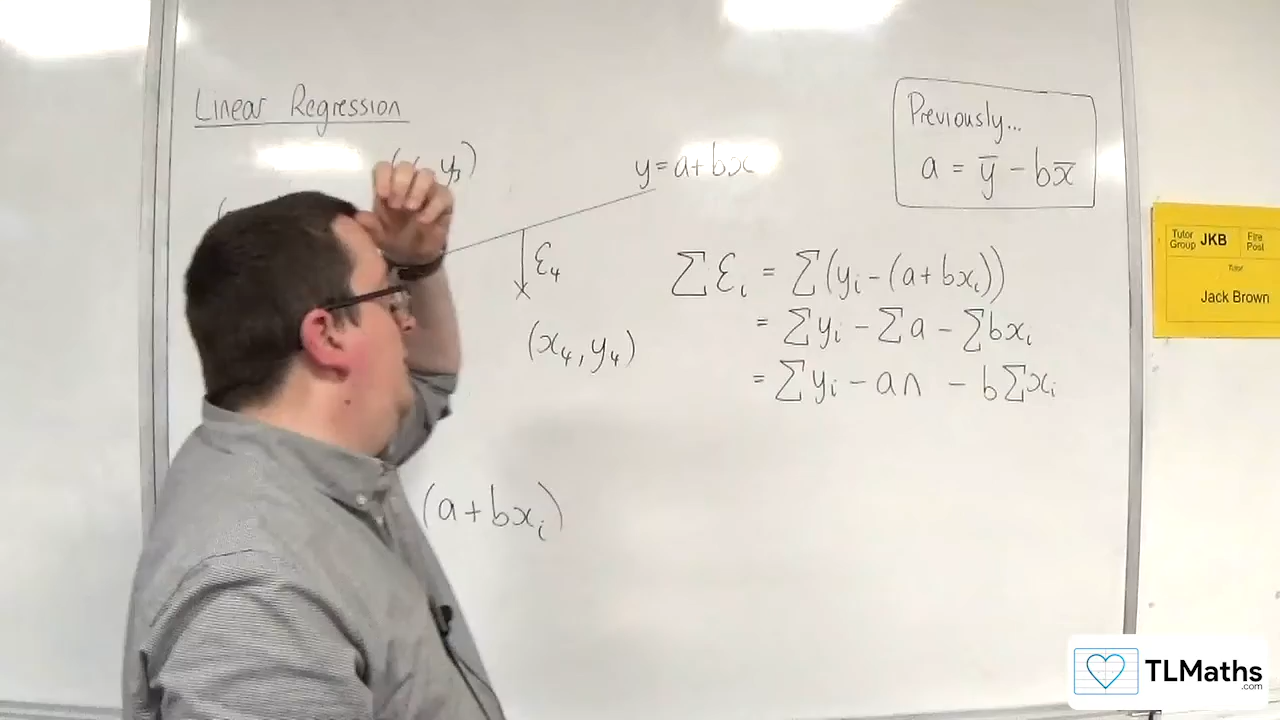 Linear Regression
y₃)
y = a + bx
Previously...
a = ȳ - bx̄
ε₄
(x₄, y₄)
∑εᵢ = ∑(yᵢ - (a + bxᵢ))
= ∑yᵢ - ∑a - ∑bxᵢ
= ∑yᵢ - an - b∑xᵢ
(a + bxᵢ)
Tutor Group JKB Fire Post
Tutor
Jack Brown
TLMaths
.com